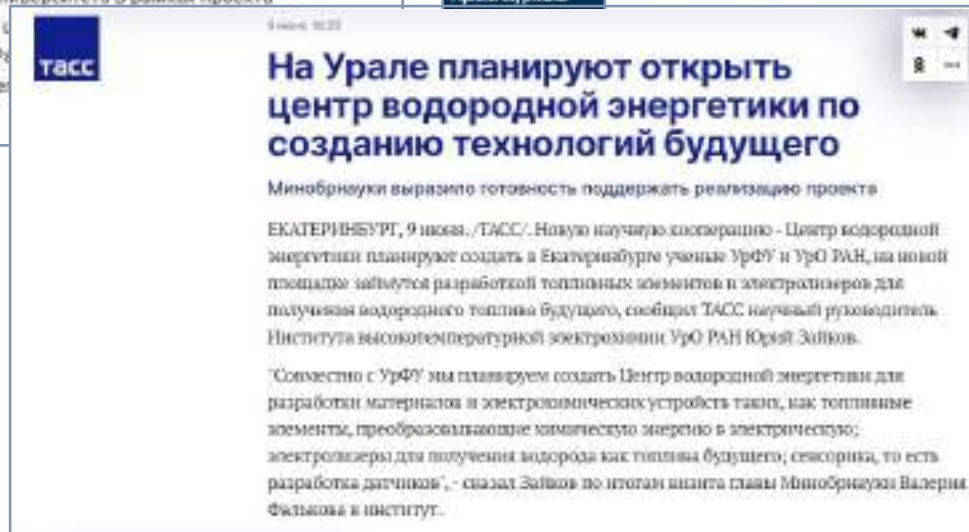 университета в рамках проекта
тасс
На Урале планируют открыть
центр водородной энергетики по
созданию технологий будущего
Минобрнауки выразило готовность поддержать реализацию проекта
ЕКАТЕРИНБУРГ, 9 июня. /ТАСС/. Новую научную кооперацию - Центр водородной
энергетики планируют создать в Екатеринбурге ученые УрФУ и УрО РАН, на новой
площадке займутся разработкой топливных элементов и электролизеров для
получения водородного топлива будущего, сообщил ТАСС научный руководитель
Института высокотемпературной электрохимии УрО РАН Юрий Зайков.
"Совместно с УрФУ мы планируем создать Центр водородной энергетики для
разработки материалов и электрохимических устройств таких, как топливные
элементы, преобразовывающие химическую энергию в электрическую;
электролизеры для получения водорода как топлива будущего; сенсорика, то есть
разработка датчиков", - сказал Зайков по итогам визита главы Минобрнауки Валерия
Фалькова в институт.